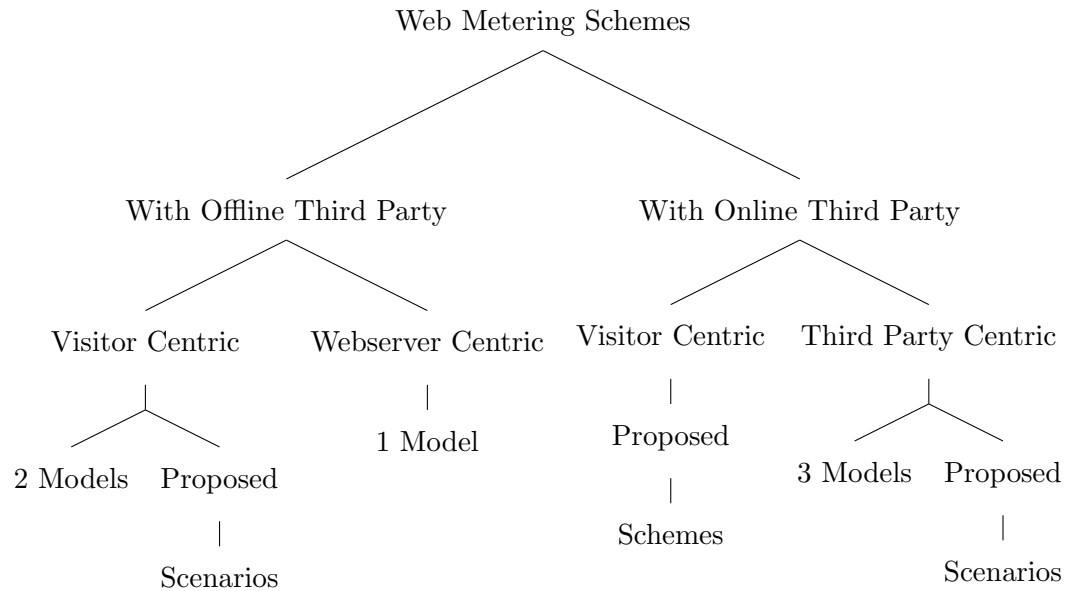 Web Metering Schemes
With Offline Third Party
With Online Third Party
Visitor Centric
Webserver Centric
Visitor Centric
Third Party Centric
2 Models
Proposed
Scenarios
1 Model
Proposed
Schemes
3 Models
Proposed
Scenarios